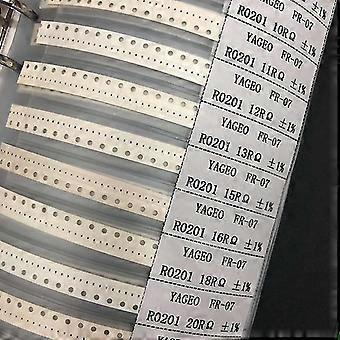 R0201 10RΩ ±1%
YAGEO FR-07
R0201 11RΩ ±1%
YAGEO FR-07
R0201 12RΩ ±1%
YAGEO FR-07
R0201 13RΩ ±1%
YAGEO FR-07
R0201 15RΩ ±1%
YAGEO FR-07
R0201 16RΩ ±1%
YAGEO FR-07
R0201 18RΩ ±1%
YAGEO FR-07
R0201 20RΩ ±1%